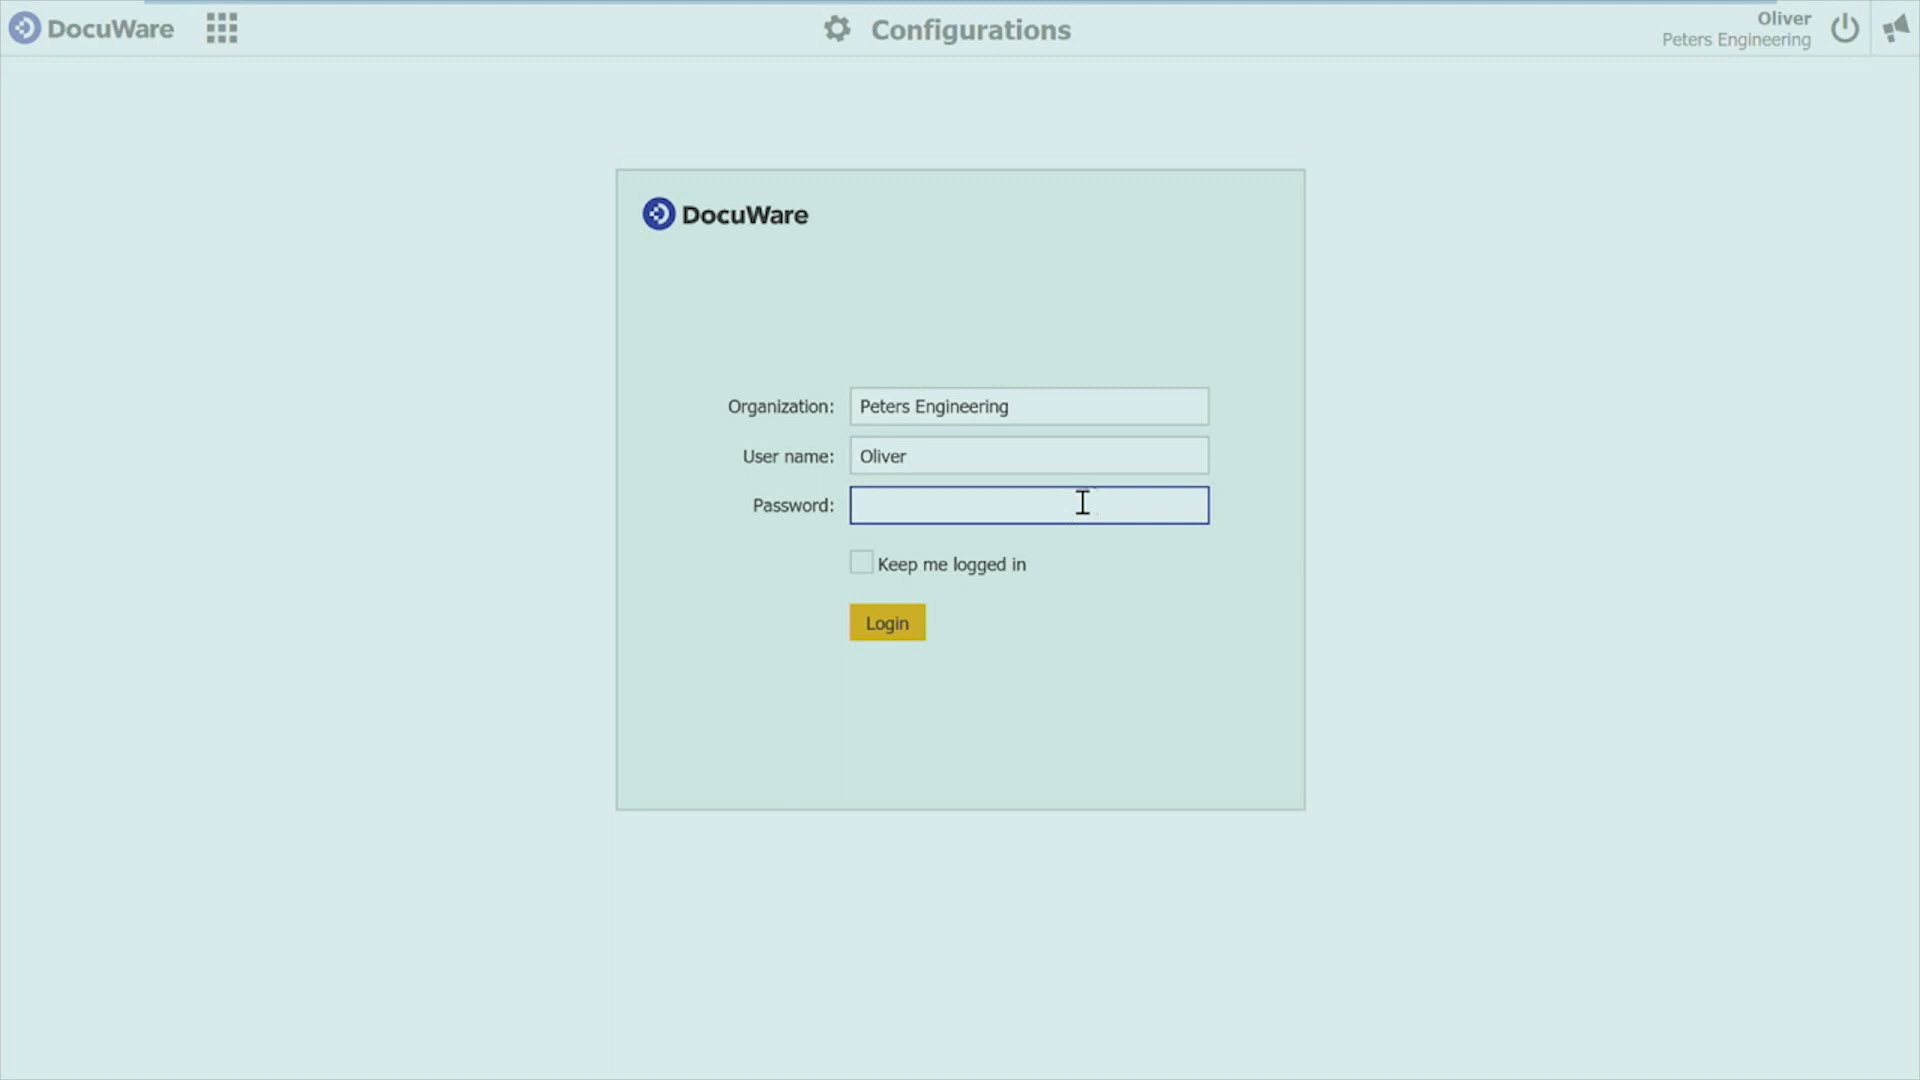 DocuWare
Configurations
Oliver
Peters Engineering
DocuWare
Organization: Peters Engineering
User name: Oliver
Password:
Keep me logged in
Login